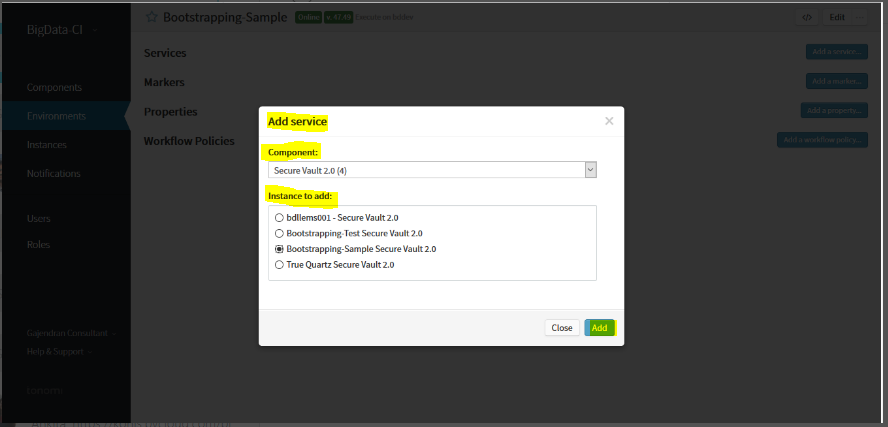 BigData-CI
Bootstrapping-Sample Online v. 47.49
Edit
Components
Environments
Instances
Notifications
Users
Roles
Gajendran Consultant
Help & Support
Services
Add a service...
Markers
Add a marker...
Properties
Add a property...
Workflow Policies
Add a workflow policy...
Add service
Component:
Secure Vault 2.0 (4)
Instance to add:
bdllems001 - Secure Vault 2.0
Bootstrapping-Test Secure Vault 2.0
Bootstrapping-Sample Secure Vault 2.0
True Quartz Secure Vault 2.0
Close Add